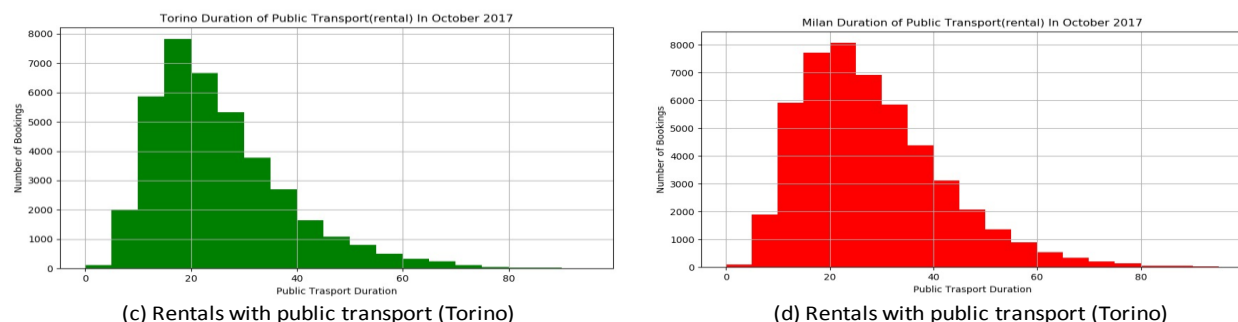 Torino Duration of Public Transport(rental) In October 2017
8000
7000
6000
5000
4000
3000
2000
1000
0
Number of Bookings
0 20 40 60 80
Public Trasport Duration
(c) Rentals with public transport (Torino)
Milan Duration of Public Transport(rental) In October 2017
8000
7000
6000
5000
4000
3000
2000
1000
0
Number of Bookings
0 20 40 60 80
Public Trasport Duration
(d) Rentals with public transport (Torino)